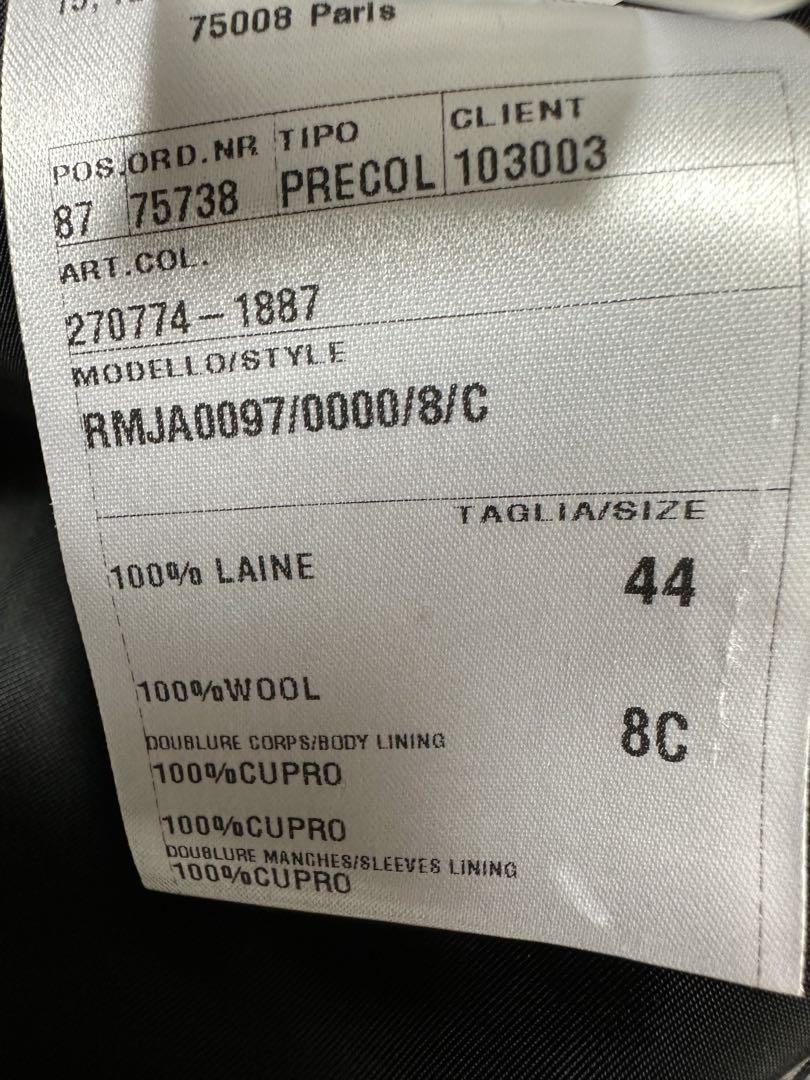 75008 Paris
POS. ORD.NR TIPO CLIENT
87 75738 PRECOL 103003
ART.COL.
270774-1887
MODELLO/STYLE
RMJA0097/0000/8/C
TAGLIA/SIZE
100% LAINE 44
100%WOOL
8C
DOUBLURE CORPS/BODY LINING
100%CUPRO
100%CUPRO
DOUBLURE MANCHES/SLEEVES LINING
100%CUPRO